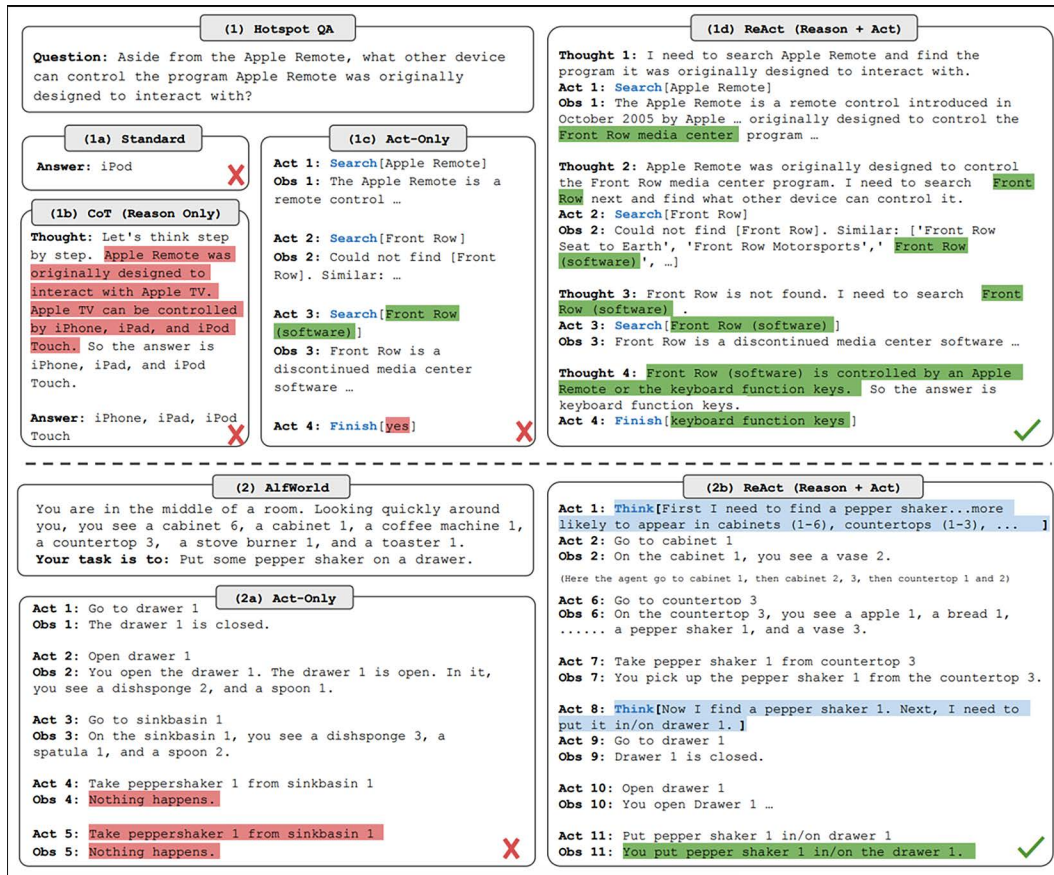 (1) Hotspot QA
Question: Aside from the Apple Remote, what other device
can control the program Apple Remote was originally
designed to interact with?
(1a) Standard
Answer: iPod
(1b) CoT (Reason Only)
Thought: Let's think step
by step. Apple Remote was
originally designed to
interact with Apple TV.
Apple TV can be controlled
by iPhone, iPad, and iPod
Touch. So the answer is
iPhone, iPad, and iPod
Touch.
Answer: iPhone, iPad, iPod
Touch
(1c) Act-Only
Act 1: Search[Apple Remote]
Obs 1: The Apple Remote is a
remote control …
Act 2: Search[Front Row]
Obs 2: Could not find [Front
Row]. Similar: …
Act 3: Search[Front Row
(software)]
Obs 3: Front Row is a
discontinued media center
software …
Act 4: Finish[yes]
(1d) ReAct (Reason + Act)
Thought 1: I need to search Apple Remote and find the
program it was originally designed to interact with.
Act 1: Search[Apple Remote]
Obs 1: The Apple Remote is a remote control introduced in
October 2005 by Apple … originally designed to control the
Front Row media center program …
Thought 2: Apple Remote was originally designed to control
the Front Row media center program. I need to search Front
Row next and find what other device can control it.
Act 2: Search[Front Row]
Obs 2: Could not find [Front Row]. Similar: ['Front Row
Seat to Earth', 'Front Row Motorsports',' Front Row
(software)', …]
Thought 3: Front Row is not found. I need to search Front
Row (software) .
Act 3: Search[Front Row (software)]
Obs 3: Front Row is a discontinued media center software …
Thought 4: Front Row (software) is controlled by an Apple
Remote or the keyboard function keys. So the answer is
keyboard function keys.
Act 4: Finish[keyboard function keys]
(2) AlfWorld
You are in the middle of a room. Looking quickly around
you, you see a cabinet 6, a cabinet 1, a coffee machine 1,
a countertop 3, a stove burner 1, and a toaster 1.
Your task is to: Put some pepper shaker on a drawer.
(2a) Act-Only
Act 1: Go to drawer 1
Obs 1: The drawer 1 is closed.
Act 2: Open drawer 1
Obs 2: You open the drawer 1. The drawer 1 is open. In it,
you see a dishsponge 2, and a spoon 1.
Act 3: Go to sinkbasin 1
Obs 3: On the sinkbasin 1, you see a dishsponge 3, a
spatula 1, and a spoon 2.
Act 4: Take peppershaker 1 from sinkbasin 1
Obs 4: Nothing happens.
Act 5: Take peppershaker 1 from sinkbasin 1
Obs 5: Nothing happens.
(2b) ReAct (Reason + Act)
Act 1: Think[First I need to find a pepper shaker...more
likely to appear in cabinets (1-6), countertops (1-3), ... ]
Act 2: Go to cabinet 1
Obs 2: On the cabinet 1, you see a vase 2.
(Here the agent go to cabinet 1, then cabinet 2, 3, then countertop 1 and 2)
Act 6: Go to countertop 3
Obs 6: On the countertop 3, you see a apple 1, a bread 1,
...... a pepper shaker 1, and a vase 3.
Act 7: Take pepper shaker 1 from countertop 3
Obs 7: You pick up the pepper shaker 1 from the countertop 3.
Act 8: Think[Now I find a pepper shaker 1. Next, I need to
put it in/on drawer 1. ]
Act 9: Go to drawer 1
Obs 9: Drawer 1 is closed.
Act 10: Open drawer 1
Obs 10: You open Drawer 1 …
Act 11: Put pepper shaker 1 in/on drawer 1
Obs 11: You put pepper shaker 1 in/on the drawer 1.